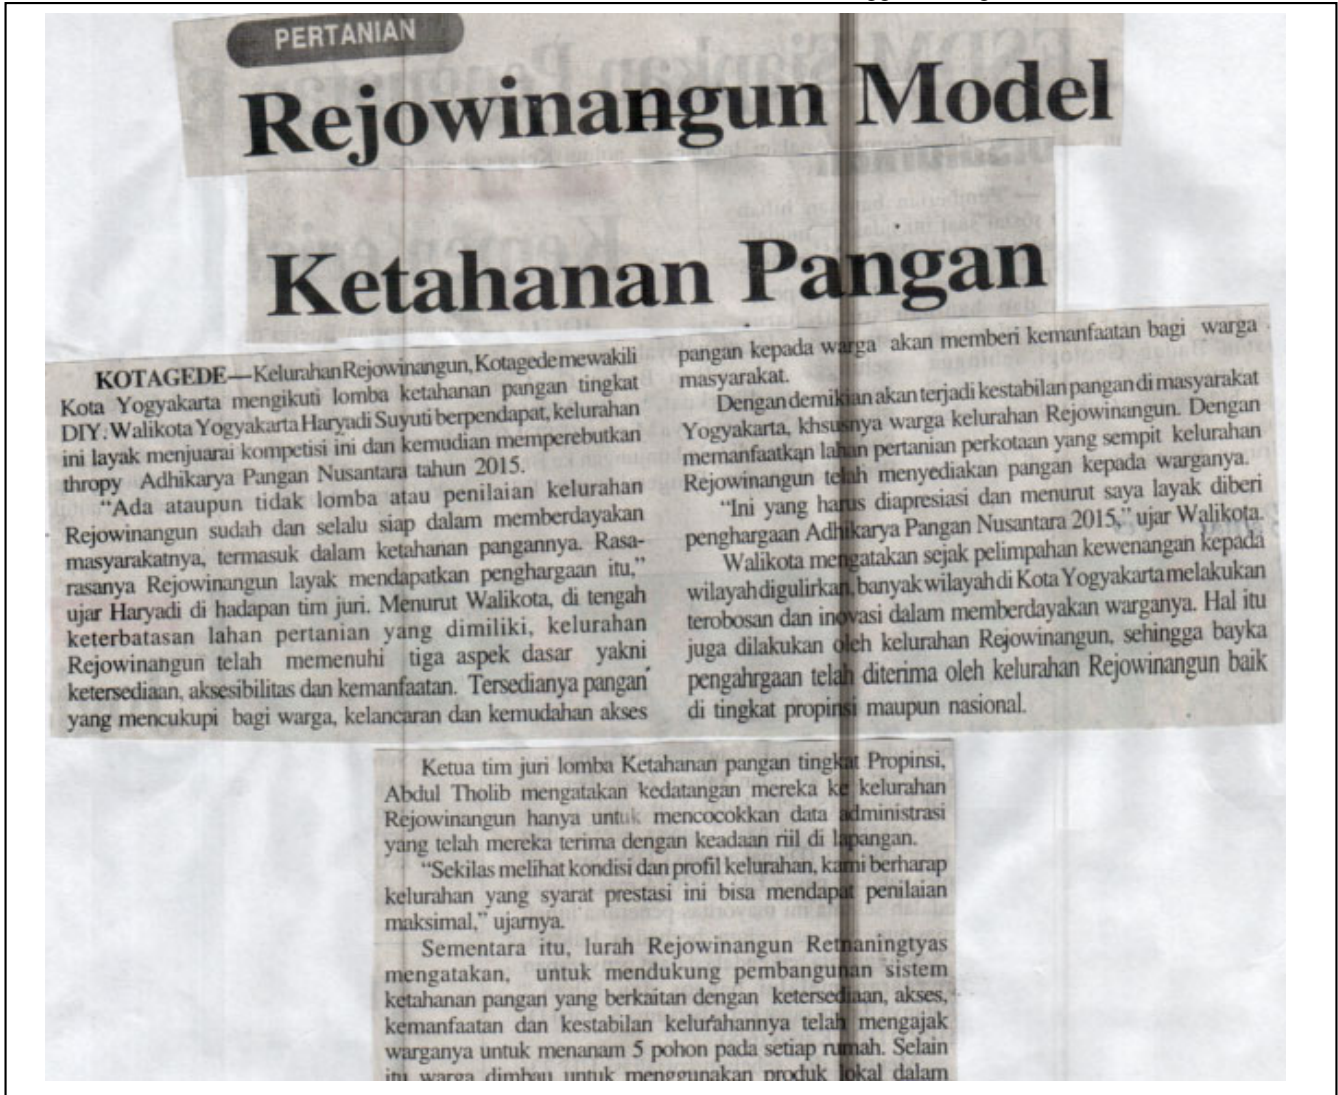 PERTANIAN
Rejowinangun Model
Ketahanan Pangan
KOTAGEDE—Kelurahan Rejowinangun, Kotagede mewakili
Kota Yogyakarta mengikuti lomba ketahanan pangan tingkat
DIY. Walikota Yogyakarta Haryadi Suyuti berpendapat, kelurahan
ini layak menjuarai kompetisi ini dan kemudian memperebutkan
thropy Adhikarya Pangan Nusantara tahun 2015.
“Ada ataupun tidak lomba atau penilaian kelurahan
Rejowinangun sudah dan selalu siap dalam memberdayakan
masyarakatnya, termasuk dalam ketahanan pangannya. Rasa-
rasanya Rejowinangun layak mendapatkan penghargaan itu,”
ujar Haryadi di hadapan tim juri. Menurut Walikota, di tengah
keterbatasan lahan pertanian yang dimiliki, kelurahan
Rejowinangun telah memenuhi tiga aspek dasar yakni
ketersediaan, aksesibilitas dan kemanfaatan. Tersedianya pangan
yang mencukupi bagi warga, kelancaran dan kemudahan akses
pangan kepada warga akan memberi kemanfaatan bagi warga
masyarakat.
Dengan demikian akan terjadi kestabilan pangan di masyarakat
Yogyakarta, khsusnya warga kelurahan Rejowinangun. Dengan
memanfaatkan lahan pertanian perkotaan yang sempit kelurahan
Rejowinangun telah menyediakan pangan kepada warganya.
“Ini yang harus diapresiasi dan menurut saya layak diberi
penghargaan Adhikarya Pangan Nusantara 2015,” ujar Walikota.
Walikota mengatakan sejak pelimpahan kewenangan kepada
wilayah digulirkan, banyak wilayah di Kota Yogyakarta melakukan
terobosan dan inovasi dalam memberdayakan warganya. Hal itu
juga dilakukan oleh kelurahan Rejowinangun, sehingga bayka
pengahrgaan telah diterima oleh kelurahan Rejowinangun baik
di tingkat propinsi maupun nasional.
Ketua tim juri lomba Ketahanan pangan tingkat Propinsi,
Abdul Tholib mengatakan kedatangan mereka ke kelurahan
Rejowinangun hanya untuk mencocokkan data administrasi
yang telah mereka terima dengan keadaan riil di lapangan.
“Sekilas melihat kondisi dan profil kelurahan, kami berharap
kelurahan yang syarat prestasi ini bisa mendapat penilaian
maksimal,” ujarnya.
Sementara itu, lurah Rejowinangun Retnaningtyas
mengatakan, untuk mendukung pembangunan sistem
ketahanan pangan yang berkaitan dengan ketersediaan, akses,
kemanfaatan dan kestabilan kelurahannya telah mengajak
warganya untuk menanam 5 pohon pada setiap rumah. Selain
itu warga dimbau untuk menggunakan produk lokal dalam